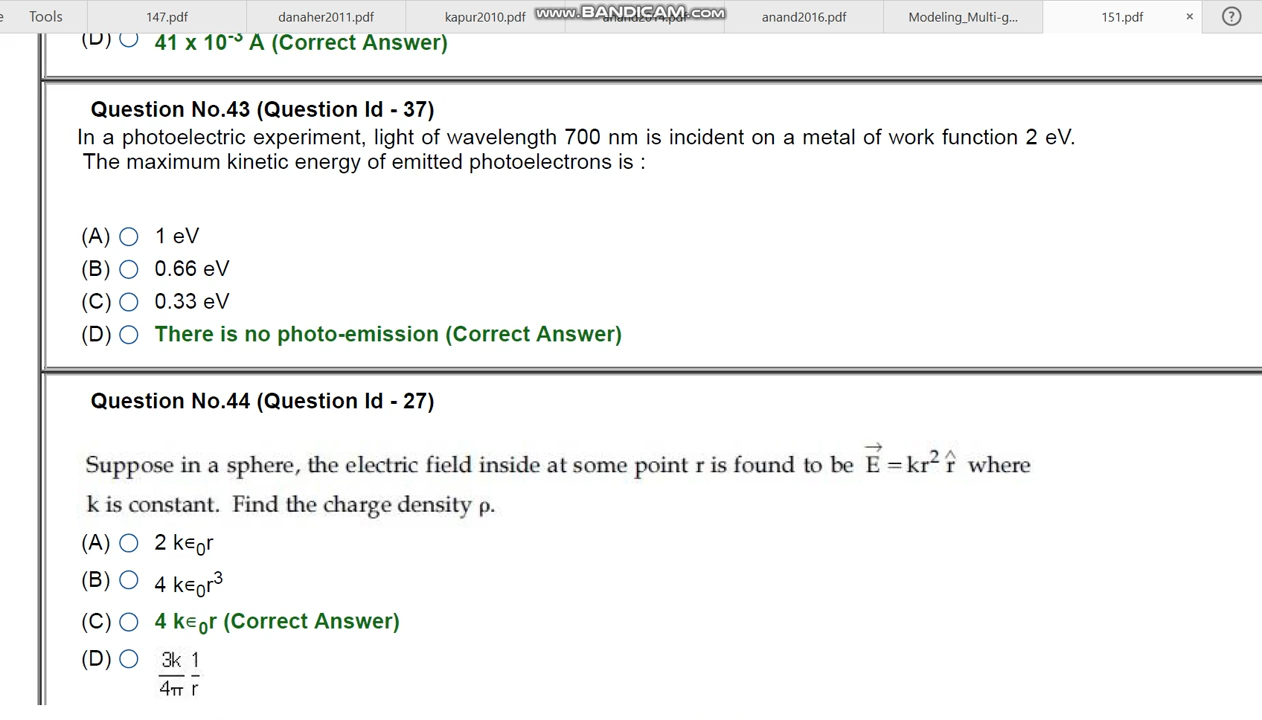 Tools 147.pdf danaher2011.pdf kapur2010.pdf anand2016.pdf Modeling_Multi-g... 151.pdf × ?
www.BANDICAM.com
(D) 41 x 10⁻³ A (Correct Answer)
Question No.43 (Question Id - 37)
In a photoelectric experiment, light of wavelength 700 nm is incident on a metal of work function 2 eV.
The maximum kinetic energy of emitted photoelectrons is :
(A) 1 eV
(B) 0.66 eV
(C) 0.33 eV
(D) There is no photo-emission (Correct Answer)
Question No.44 (Question Id - 27)
Suppose in a sphere, the electric field inside at some point r is found to be E⃗ = kr² r̂ where
k is constant. Find the charge density ρ.
(A) 2 kϵ₀r
(B) 4 kϵ₀r³
(C) 4 kϵ₀r (Correct Answer)
(D) 3k 1
4π r